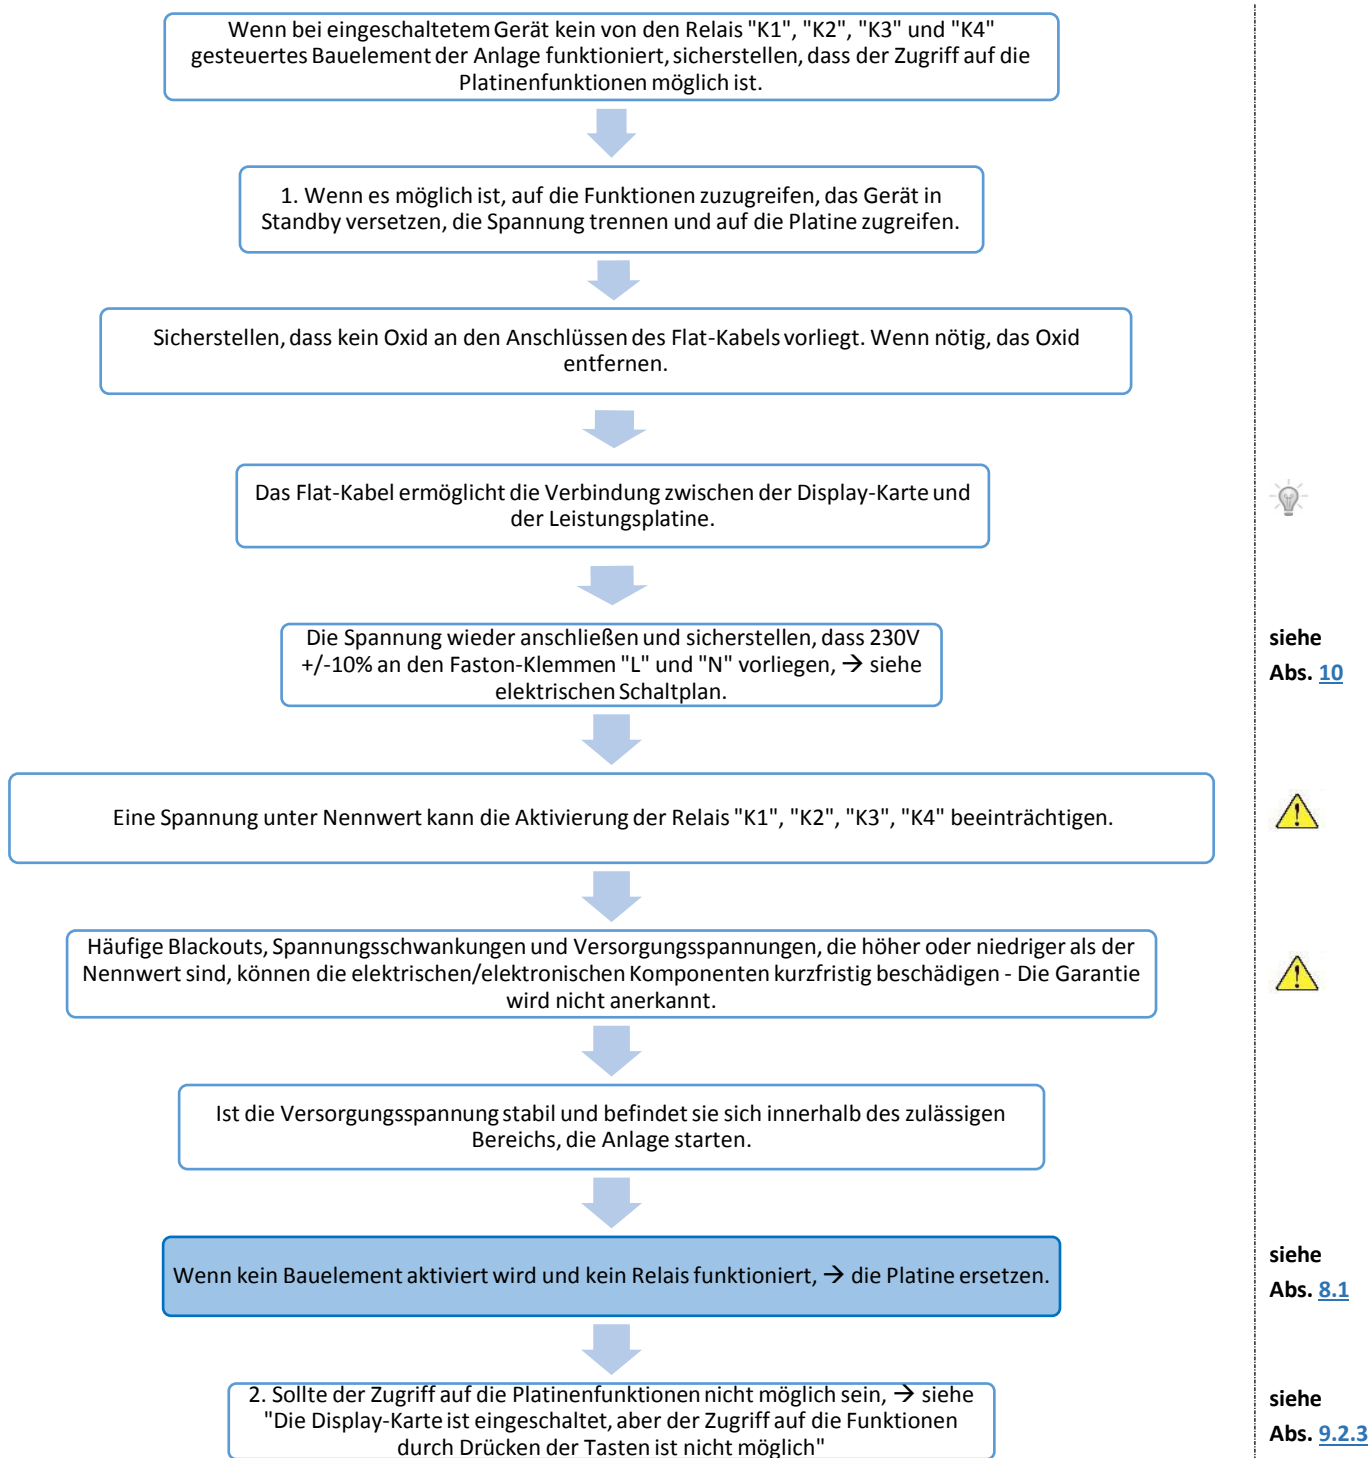 Wenn bei eingeschaltetem Gerät kein von den Relais "K1", "K2", "K3" und "K4"
gesteuertes Bauelement der Anlage funktioniert, sicherstellen, dass der Zugriff auf die
Platinenfunktionen möglich ist.
1. Wenn es möglich ist, auf die Funktionen zuzugreifen, das Gerät in
Standby versetzen, die Spannung trennen und auf die Platine zugreifen.
Sicherstellen, dass kein Oxid an den Anschlüssen des Flat-Kabels vorliegt. Wenn nötig, das Oxid
entfernen.
Das Flat-Kabel ermöglicht die Verbindung zwischen der Display-Karte und
der Leistungsplatine.
Die Spannung wieder anschließen und sicherstellen, dass 230V
+/-10% an den Faston-Klemmen "L" und "N" vorliegen, → siehe
elektrischen Schaltplan.
siehe
Abs. 10
Eine Spannung unter Nennwert kann die Aktivierung der Relais "K1", "K2", "K3", "K4" beeinträchtigen.
Häufige Blackouts, Spannungsschwankungen und Versorgungsspannungen, die höher oder niedriger als der
Nennwert sind, können die elektrischen/elektronischen Komponenten kurzfristig beschädigen - Die Garantie
wird nicht anerkannt.
Ist die Versorgungsspannung stabil und befindet sie sich innerhalb des zulässigen
Bereichs, die Anlage starten.
Wenn kein Bauelement aktiviert wird und kein Relais funktioniert, → die Platine ersetzen.
siehe
Abs. 8.1
2. Sollte der Zugriff auf die Platinenfunktionen nicht möglich sein, → siehe
"Die Display-Karte ist eingeschaltet, aber der Zugriff auf die Funktionen
durch Drücken der Tasten ist nicht möglich"
siehe
Abs. 9.2.3